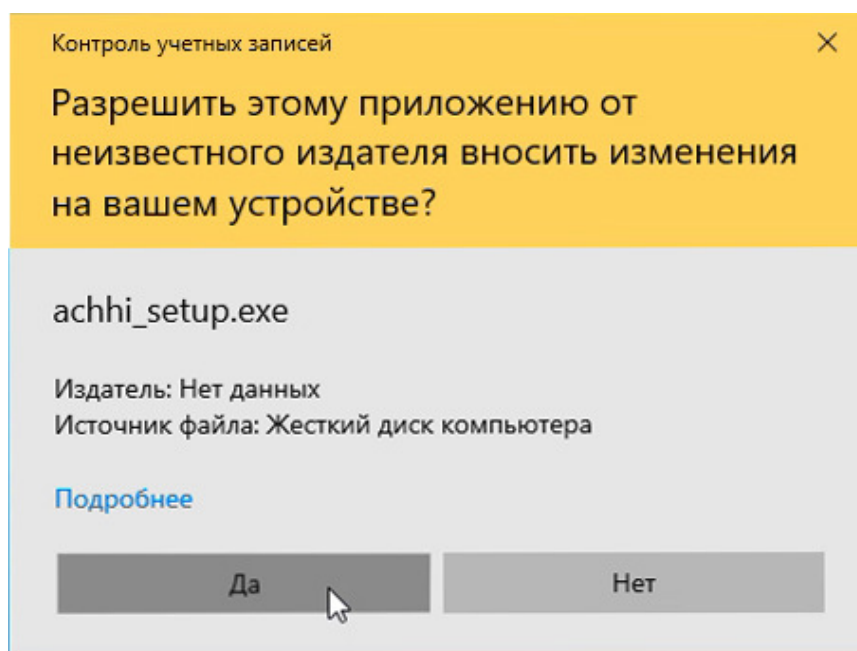 Контроль учетных записей
Разрешить этому приложению от
неизвестного издателя вносить изменения
на вашем устройстве?
achhi_setup.exe
Издатель: Нет данных
Источник файла: Жесткий диск компьютера
Подробнее
Да
Нет